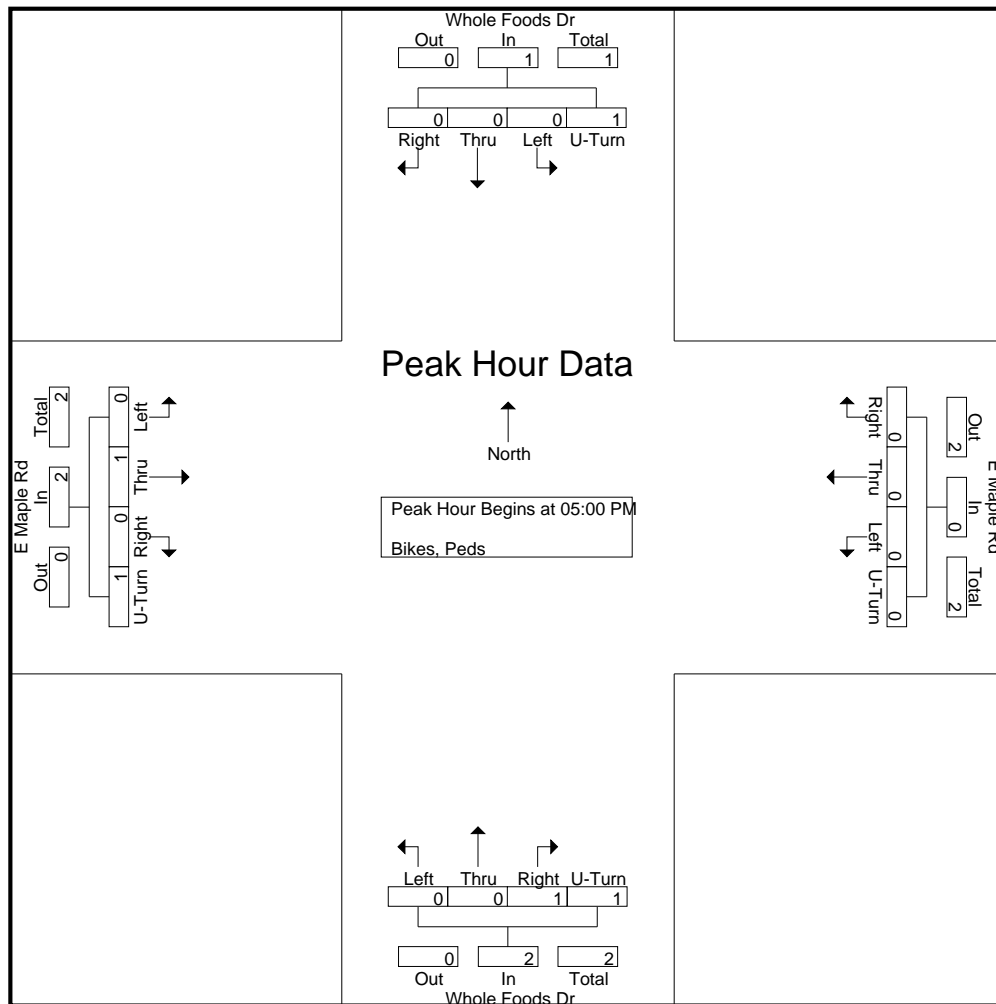 Whole Foods Dr
Out In Total
0 1 1
0 0 0 1
Right Thru Left U-Turn
Peak Hour Data
North
Peak Hour Begins at 05:00 PM
Bikes, Peds
E Maple Rd
Total In Out
2 2 0
0 1 0 1
Left Thru Right U-Turn
Right Thru Left U-Turn
0 0 0 0
Out In Total
2 0 2
E Maple Rd
Left Thru Right U-Turn
0 0 1 1
0 2 2
Out In Total
Whole Foods Dr